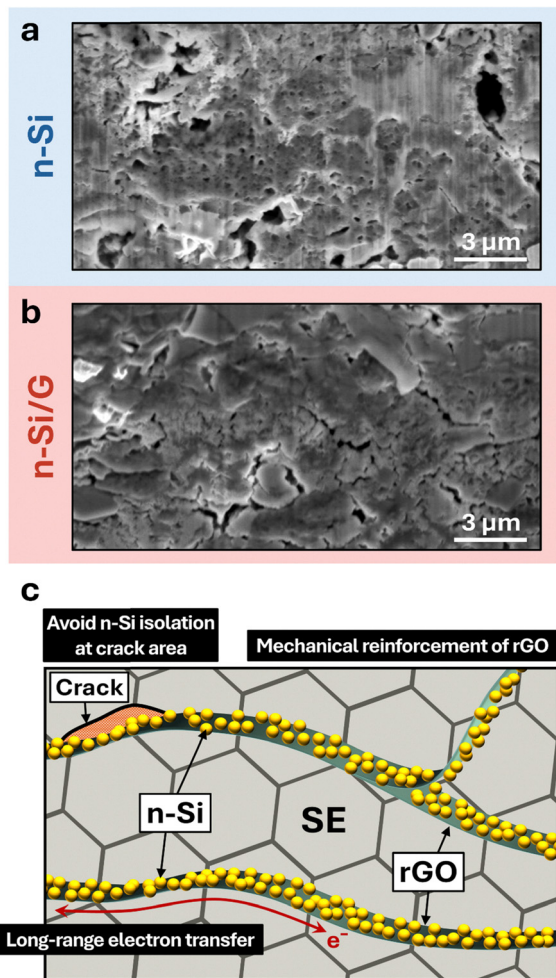 a
n-Si
3 µm
b
n-Si/G
3 µm
c
Avoid n-Si isolation
at crack area
Mechanical reinforcement of rGO
Crack
n-Si
SE
rGO
Long-range electron transfer
e⁻